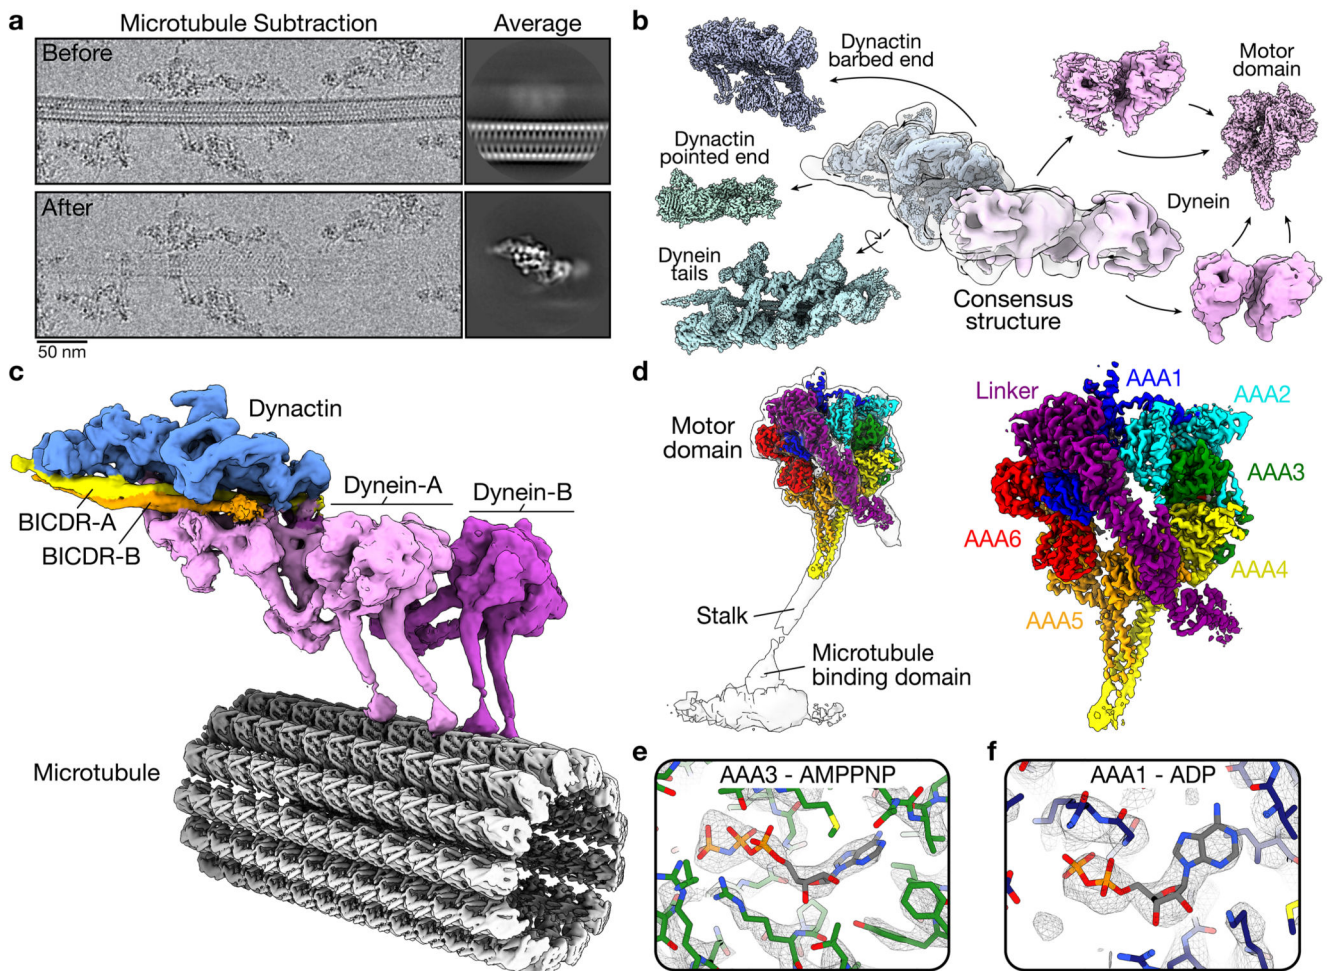 a
Microtubule Subtraction
Average
Before
After
50 nm
b
Dynactin
barbed end
Dynactin
pointed end
Dynein
tails
Consensus
structure
Dynein
Motor
domain
c
Dynactin
BICDR-A
BICDR-B
Dynein-A
Dynein-B
Microtubule
d
Motor
domain
Stalk
Microtubule
binding domain
Linker
AAA1
AAA2
AAA3
AAA4
AAA5
AAA6
e
AAA3 - AMPPNP
f
AAA1 - ADP